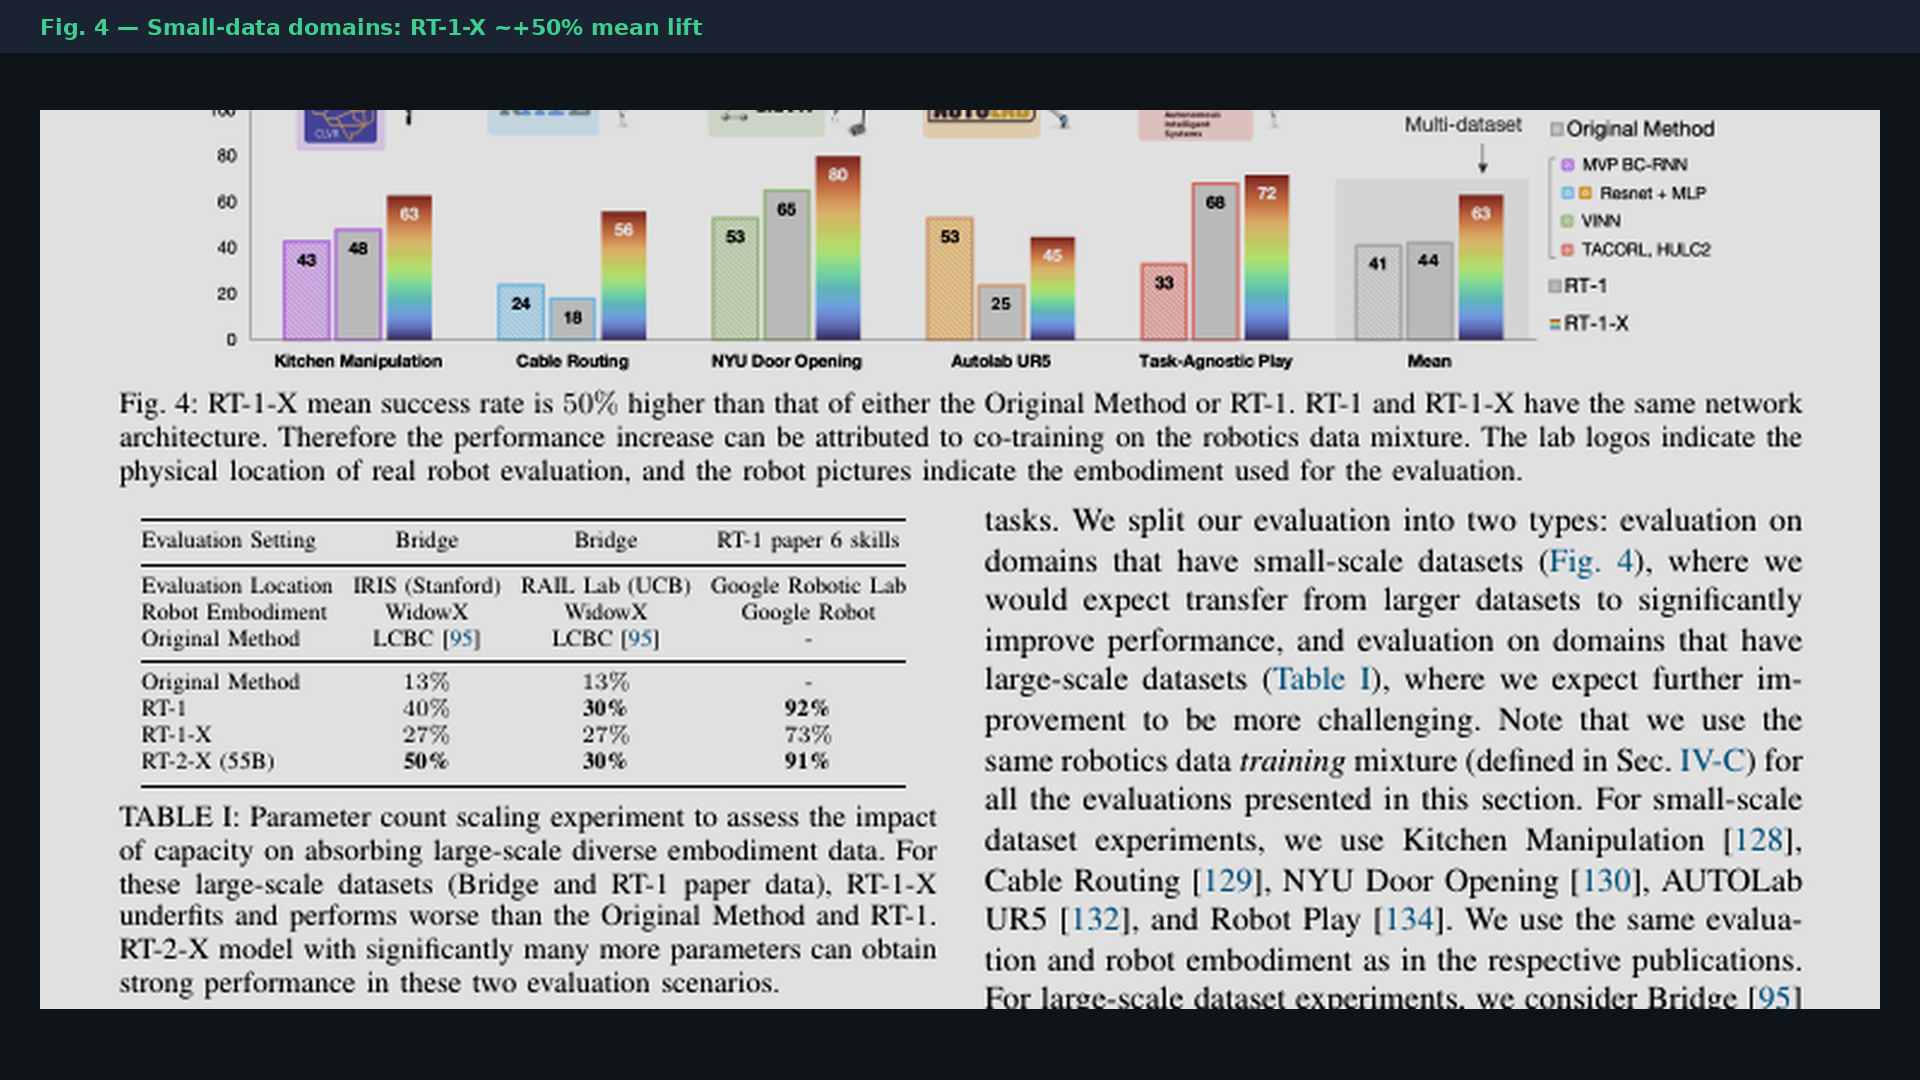 Fig. 4 — Small-data domains: RT-1-X ~+50% mean lift
CLVR
Autonomous
Intelligent
Systems
Multi-dataset
Original Method
MVP BC-RNN
Resnet + MLP
VINN
TACORL, HULC2
RT-1
RT-1-X
100
80
60
40
20
0
43 48 63
24 18 56
53 65 80
53 25 45
33 68 72
41 44 63
Kitchen Manipulation
Cable Routing
NYU Door Opening
Autolab UR5
Task-Agnostic Play
Mean
Fig. 4: RT-1-X mean success rate is 50% higher than that of either the Original Method or RT-1. RT-1 and RT-1-X have the same network
architecture. Therefore the performance increase can be attributed to co-training on the robotics data mixture. The lab logos indicate the
physical location of real robot evaluation, and the robot pictures indicate the embodiment used for the evaluation.
Evaluation Setting Bridge Bridge RT-1 paper 6 skills
Evaluation Location IRIS (Stanford) RAIL Lab (UCB) Google Robotic Lab
Robot Embodiment WidowX WidowX Google Robot
Original Method LCBC [95] LCBC [95] -
Original Method 13% 13% -
RT-1 40% 30% 92%
RT-1-X 27% 27% 73%
RT-2-X (55B) 50% 30% 91%
TABLE I: Parameter count scaling experiment to assess the impact
of capacity on absorbing large-scale diverse embodiment data. For
these large-scale datasets (Bridge and RT-1 paper data), RT-1-X
underfits and performs worse than the Original Method and RT-1.
RT-2-X model with significantly many more parameters can obtain
strong performance in these two evaluation scenarios.
tasks. We split our evaluation into two types: evaluation on
domains that have small-scale datasets (Fig. 4), where we
would expect transfer from larger datasets to significantly
improve performance, and evaluation on domains that have
large-scale datasets (Table I), where we expect further im-
provement to be more challenging. Note that we use the
same robotics data training mixture (defined in Sec. IV-C) for
all the evaluations presented in this section. For small-scale
dataset experiments, we use Kitchen Manipulation [128],
Cable Routing [129], NYU Door Opening [130], AUTOLab
UR5 [132], and Robot Play [134]. We use the same evalua-
tion and robot embodiment as in the respective publications.
For large-scale dataset experiments, we consider Bridge [95]